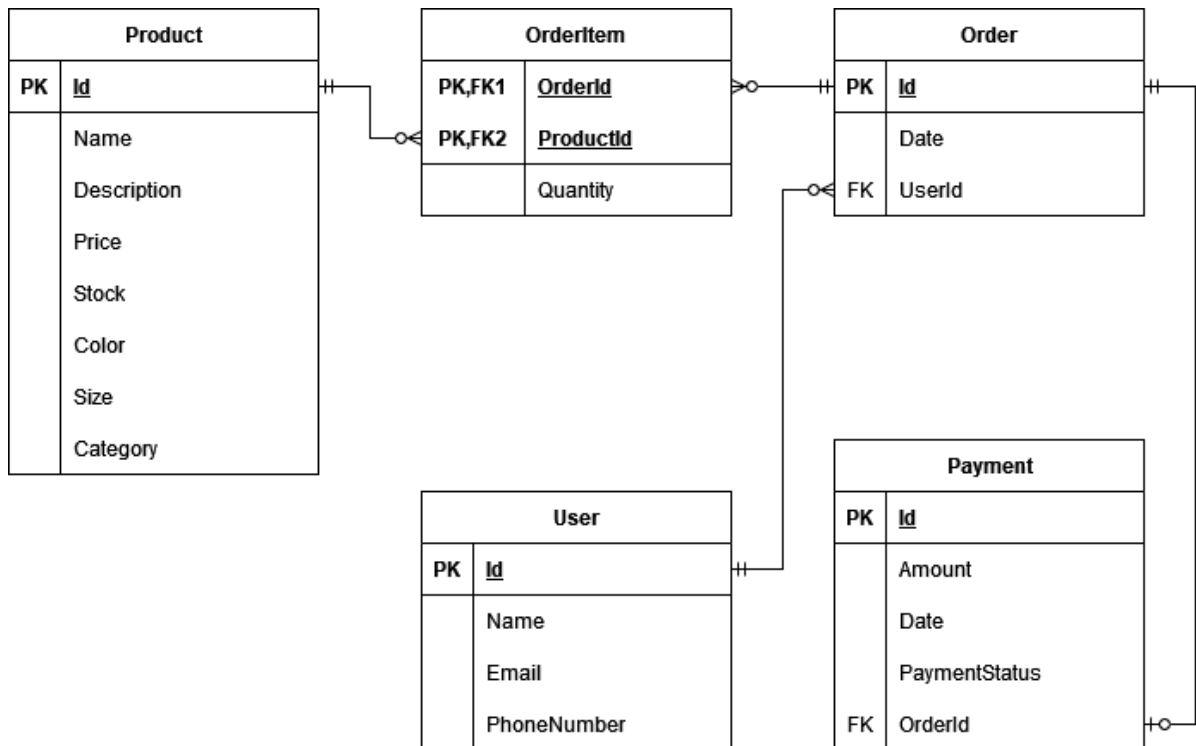 Product
PK Id
Name
Description
Price
Stock
Color
Size
Category
OrderItem
PK,FK1 OrderId
PK,FK2 ProductId
Quantity
Order
PK Id
Date
FK UserId
User
PK Id
Name
Email
PhoneNumber
Payment
PK Id
Amount
Date
PaymentStatus
FK OrderId